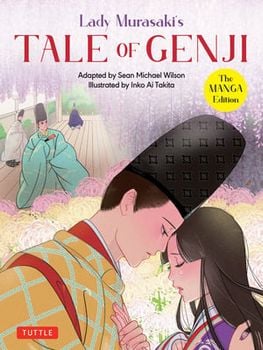 Lady Murasaki's
TALE OF GENJI
Adapted by Sean Michael Wilson
Illustrated by Inko Ai Takita
The
MANGA
Edition
TUTTLE